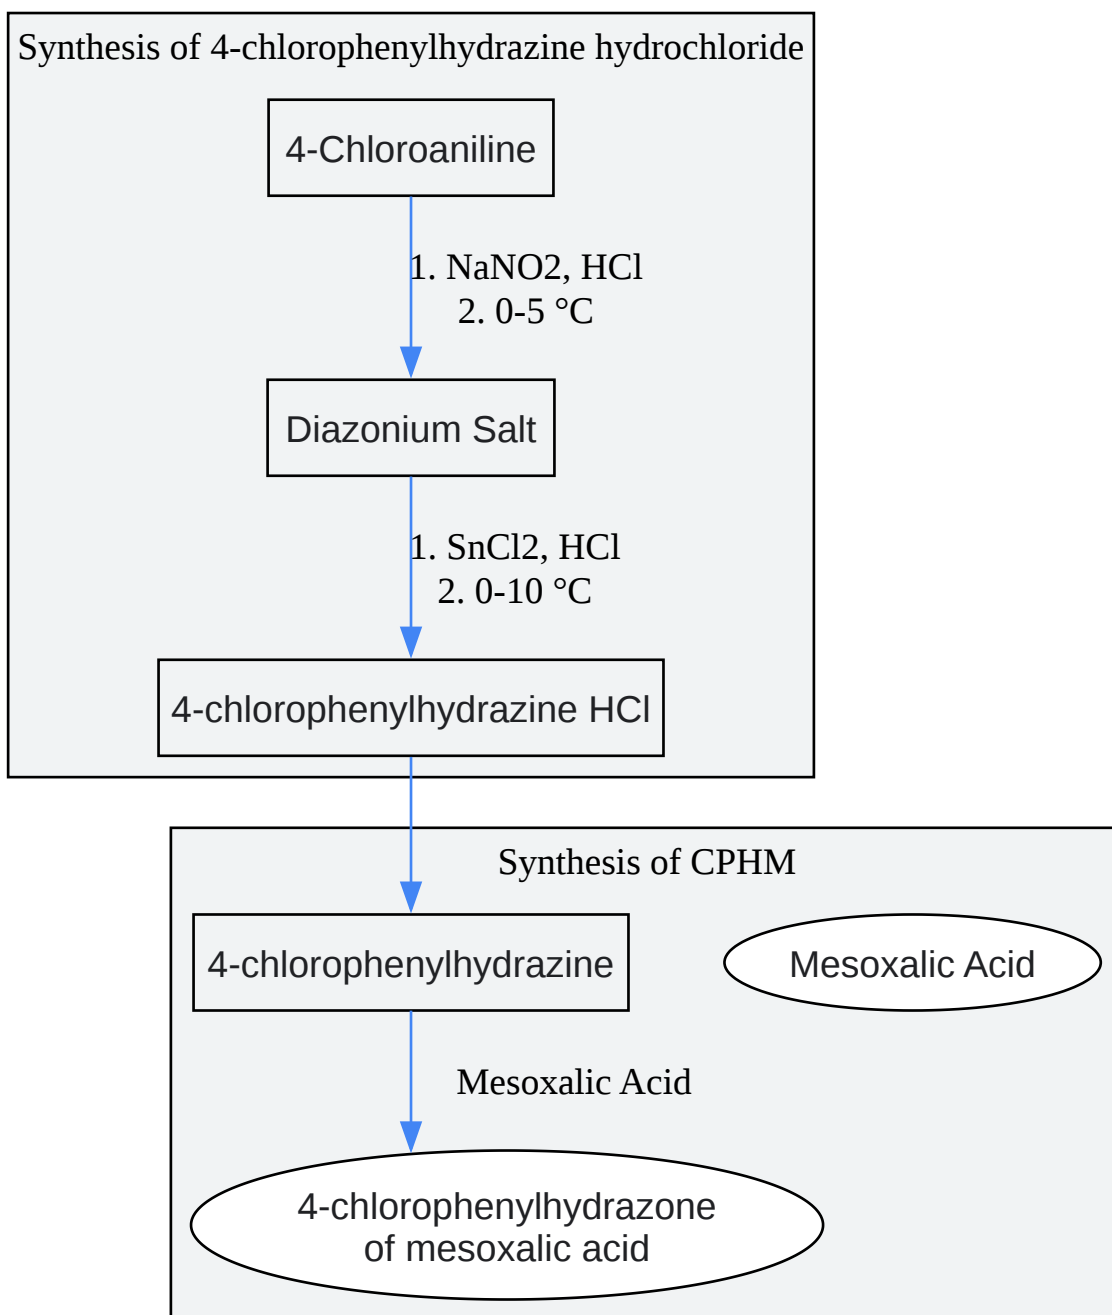 Synthesis of 4-chlorophenylhydrazine hydrochloride
4-Chloroaniline
1. NaNO2, HCl
2. 0-5 °C
Diazonium Salt
1. SnCl2, HCl
2. 0-10 °C
4-chlorophenylhydrazine HCl
Synthesis of CPHM
4-chlorophenylhydrazine
Mesoxalic Acid
Mesoxalic Acid
4-chlorophenylhydrazone
of mesoxalic acid